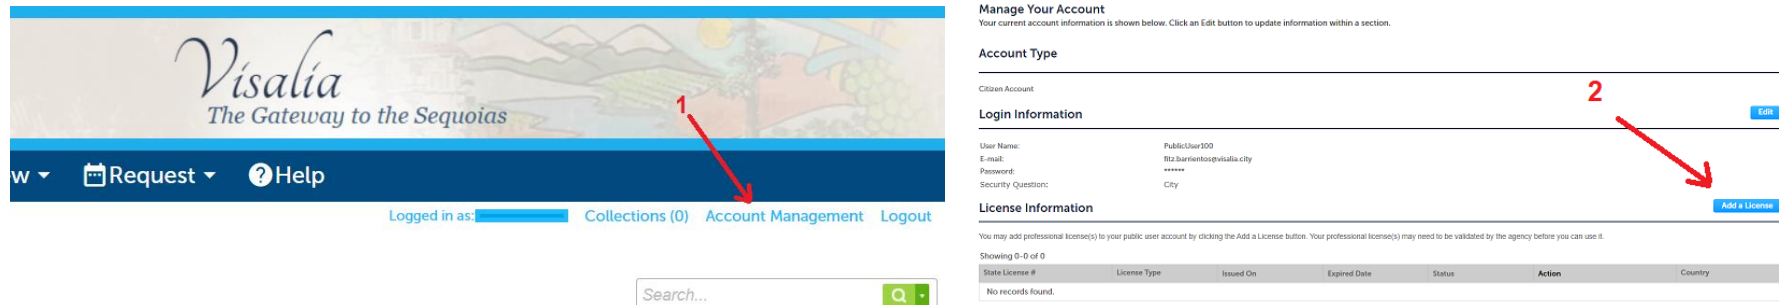 Visalia
The Gateway to the Sequoias
1
w Request Help
Logged in as: Collections (0) Account Management Logout
Search...
Manage Your Account
Your current account information is shown below. Click an Edit button to update information within a section.
Account Type
Citizen Account
2
Login Information Edit
User Name: PublicUser100
E-mail: fitz.barrientos@visalia.city
Password: ******
Security Question: City
License Information Add a License
You may add professional license(s) to your public user account by clicking the Add a License button. Your professional license(s) may need to be validated by the agency before you can use it.
Showing 0-0 of 0
State License # License Type Issued On Expired Date Status Action Country
No records found.